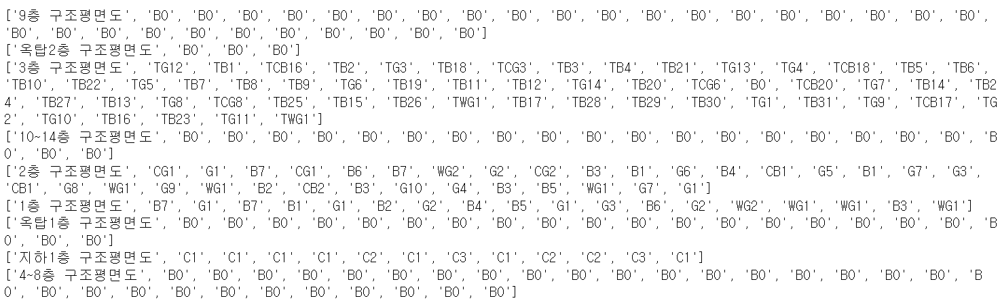 ['9층 구조평면도', 'B0', 'B0', 'B0', 'B0', 'B0', 'B0', 'B0', 'B0', 'B0', 'B0', 'B0', 'B0', 'B0', 'B0', 'B0', 'B0', 'B0', 'B0', 'B0',
'B0', 'B0', 'B0', 'B0', 'B0', 'B0', 'B0', 'B0', 'B0', 'B0', 'B0']
['옥탑2층 구조평면도', 'B0', 'B0', 'B0']
['3층 구조평면도', 'TG12', 'TB1', 'TCB16', 'TB2', 'TG3', 'TB18', 'TCG3', 'TB3', 'TB4', 'TB21', 'TG13', 'TG4', 'TCB18', 'TB5', 'TB6',
'TB10', 'TB22', 'TG5', 'TB7', 'TB8', 'TB9', 'TG6', 'TB19', 'TB11', 'TB12', 'TG14', 'TB20', 'TCG6', 'B0', 'TCB20', 'TG7', 'TB14', 'TB2
4', 'TB27', 'TB13', 'TG8', 'TCG8', 'TB25', 'TB15', 'TB26', 'TWG1', 'TB17', 'TB28', 'TB29', 'TB30', 'TG1', 'TB31', 'TG9', 'TCB17', 'TG
2', 'TG10', 'TB16', 'TB23', 'TG11', 'TWG1']
['10~14층 구조평면도', 'B0', 'B0', 'B0', 'B0', 'B0', 'B0', 'B0', 'B0', 'B0', 'B0', 'B0', 'B0', 'B0', 'B0', 'B0', 'B0', 'B0', 'B0', 'B
0', 'B0', 'B0']
['2층 구조평면도', 'CG1', 'G1', 'B7', 'CG1', 'B6', 'B7', 'WG2', 'G2', 'CG2', 'B3', 'B1', 'G6', 'B4', 'CB1', 'G5', 'B1', 'G7', 'G3',
'CB1', 'G8', 'WG1', 'G9', 'WG1', 'B2', 'CB2', 'B3', 'G10', 'G4', 'B3', 'B5', 'WG1', 'G7', 'G1']
['1층 구조평면도', 'B7', 'G1', 'B7', 'B1', 'G1', 'B2', 'G2', 'B4', 'B5', 'G1', 'G3', 'B6', 'G2', 'WG2', 'WG1', 'WG1', 'B3', 'WG1']
['옥탑1층 구조평면도', 'B0', 'B0', 'B0', 'B0', 'B0', 'B0', 'B0', 'B0', 'B0', 'B0', 'B0', 'B0', 'B0', 'B0', 'B0', 'B0', 'B0', 'B0', 'B
0', 'B0', 'B0']
['지하1층 구조평면도', 'C1', 'C1', 'C1', 'C1', 'C2', 'C1', 'C3', 'C1', 'C2', 'C2', 'C3', 'C1']
['4~8층 구조평면도', 'B0', 'B0', 'B0', 'B0', 'B0', 'B0', 'B0', 'B0', 'B0', 'B0', 'B0', 'B0', 'B0', 'B0', 'B0', 'B0', 'B0', 'B0', 'B
0', 'B0', 'B0', 'B0', 'B0', 'B0', 'B0', 'B0', 'B0', 'B0', 'B0', 'B0']